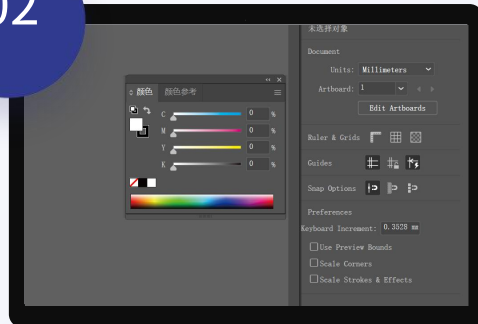 02
未选择对象
Document
Units: Millimeters
Artboard: 1
Edit Artboards
Ruler & Grids
Guides
Snap Options
Preferences
Keyboard Increment: 0.3528 mm
Use Preview Bounds
Scale Corners
Scale Strokes & Effects
颜色 颜色参考
C 0 %
M 0 %
Y 0 %
K 0 %